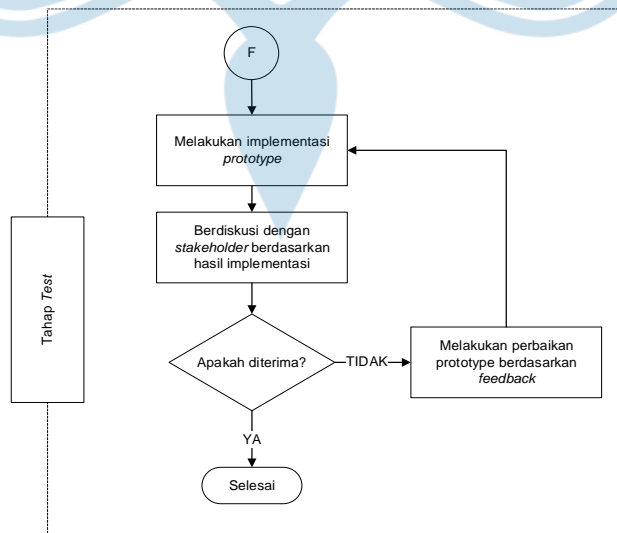 F
Melakukan implementasi
prototype
Berdiskusi dengan
stakeholder berdasarkan
hasil implementasi
Tahap Test
Apakah diterima?
TIDAK
Melakukan perbaikan
prototype berdasarkan
feedback
YA
Selesai